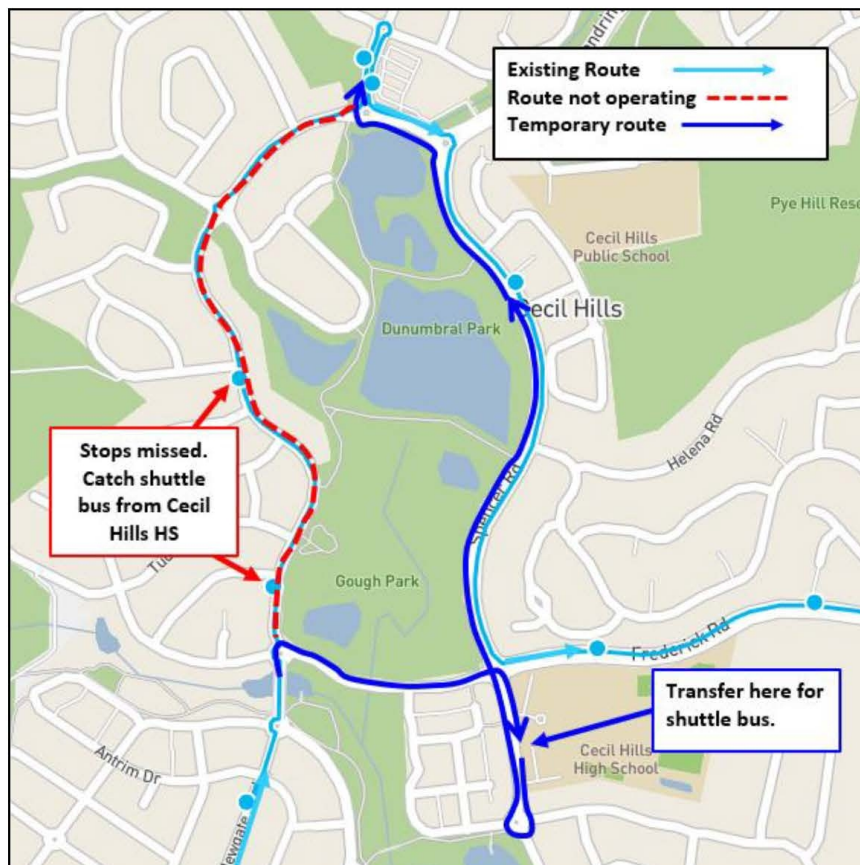 Existing Route
Route not operating
Temporary route
Pye Hill Rese
Cecil Hills
Public School
Cecil Hills
Dunumbral Park
Helena Rd
Stops missed.
Catch shuttle
bus from Cecil
Hills HS
Spencer Rd
Gough Park
Frederick Rd
Transfer here for
shuttle bus.
Cecil Hills
High School
Antrim Dr